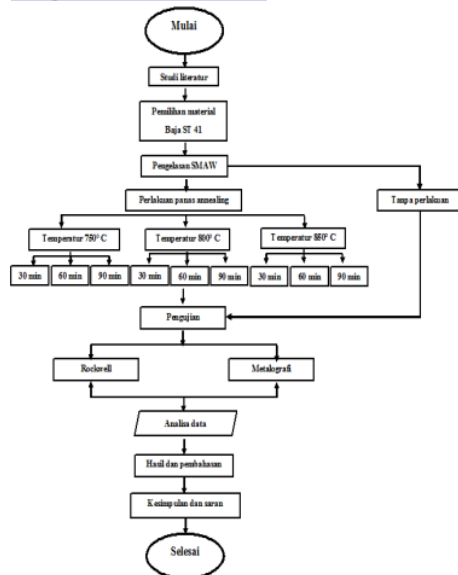 Mulai
Studi literatur
Pemilihan material
Baja ST 41
Pengelasan SMAW
Perlakuan panas annealing
Tanpa perlakuan
Temperatur 750° C
Temperatur 800° C
Temperatur 850° C
30 min
60 min
90 min
30 min
60 min
90 min
30 min
60 min
90 min
Pengujian
Rockwell
Metalografi
Analisa data
Hasil dan pembahasan
Kesimpulan dan saran
Selesai